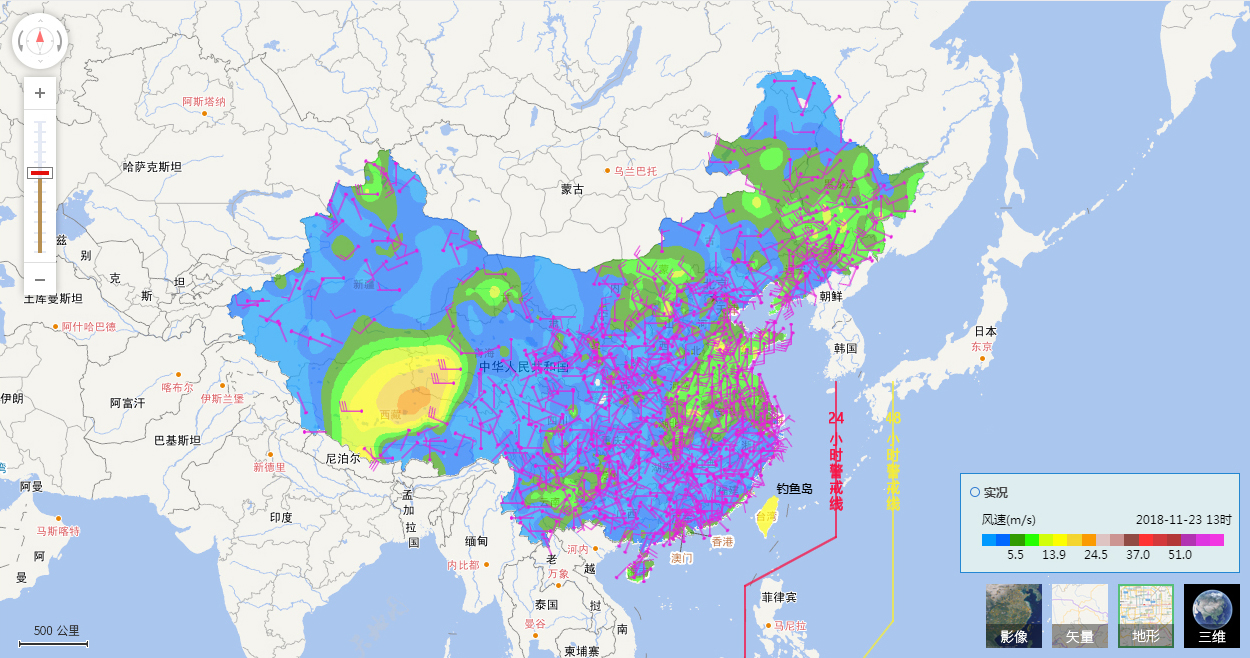 阿斯塔纳
哈萨克斯坦
乌兰巴托
蒙古
兹
别
克
斯
坦
土库曼斯坦
阿什哈巴德
新疆
朝鲜
韩国
日本
东京
青海
中华人民共和国
喀布尔
伊斯兰堡
伊朗
阿富汗
巴基斯坦
西藏
新德里
尼泊尔
湾
阿曼
马斯喀特
阿
曼
印度
孟
加
拉
国
缅甸
内比都
河内
老
万象
越
泰国
挝
曼谷
南
柬埔寨
香港
澳门
台湾
钓鱼岛
菲律宾
马尼拉
24
小
时
警
戒
线
48
小
时
警
戒
线
实况
风速(m/s)
2018-11-23 13时
5.5 13.9 24.5 37.0 51.0
影像
矢量
地形
三维
500 公里